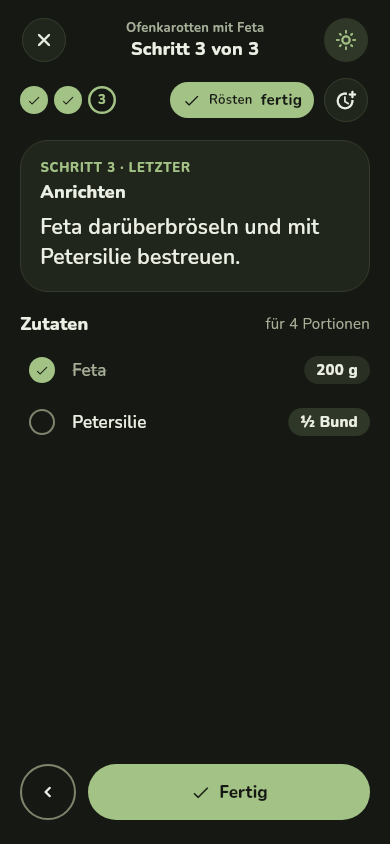 Ofenkarotten mit Feta
Schritt 3 von 3
3
Rösten fertig
SCHRITT 3 · LETZTER
Anrichten
Feta darüberbröseln und mit
Petersilie bestreuen.
Zutaten für 4 Portionen
Feta 200 g
Petersilie ½ Bund
Fertig